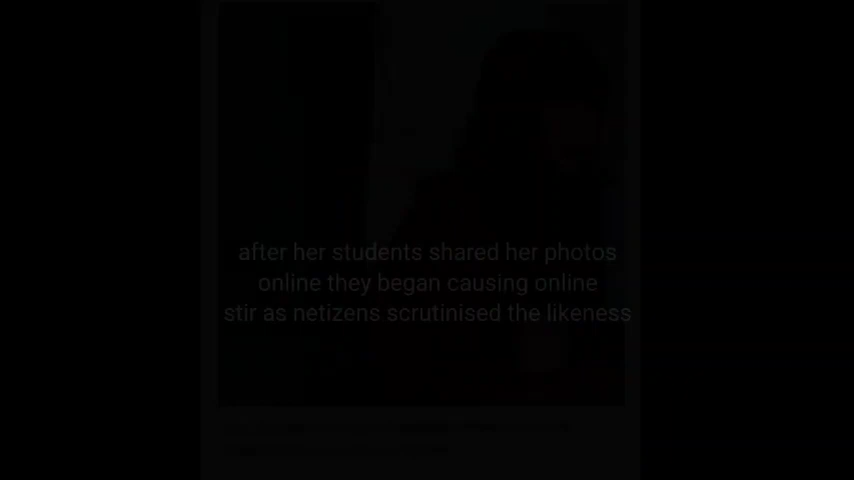 after her students shared her photos
online they began causing online
stir as netizens scrutinised the likeness